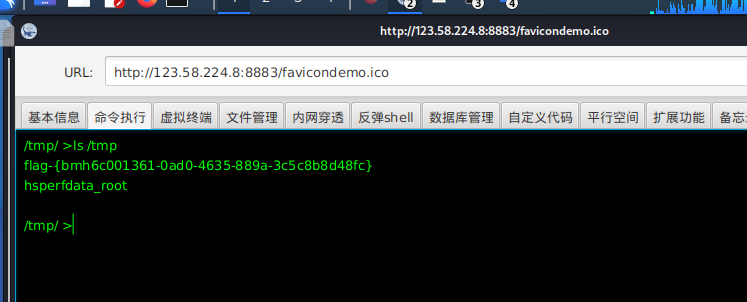 2
3
4
http://123.58.224.8:8883/favicondemo.ico
URL: http://123.58.224.8:8883/favicondemo.ico
基本信息 命令执行 虚拟终端 文件管理 内网穿透 反弹shell 数据库管理 自定义代码 平行空间 扩展功能 备忘
/tmp/ >ls /tmp
flag-{bmh6c001361-0ad0-4635-889a-3c5c8b8d48fc}
hsperfdata_root
/tmp/ >